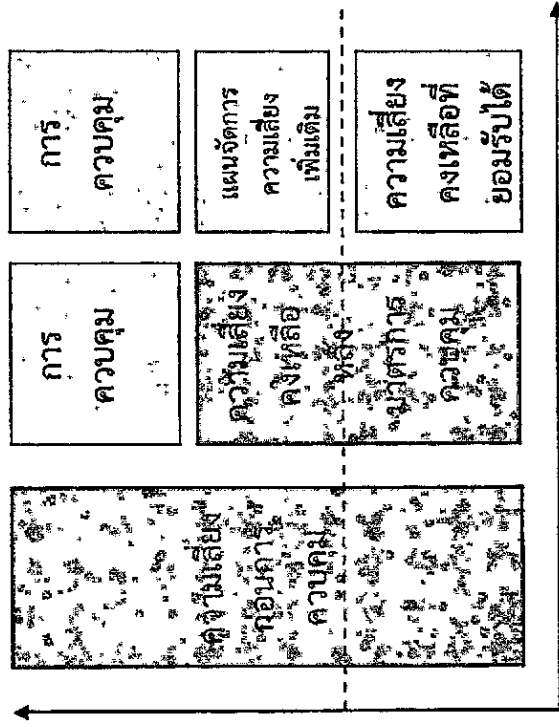 ความเสี่ยง
ก่อนการ
ควบคุม
การ
ควบคุม
ความเสี่ยง
คงเหลือ
หลัง
มาตรการ
ควบคุม
การ
ควบคุม
แผนจัดการ
ความเสี่ยง
เพิ่มเติม
ความเสี่ยง
คงเหลือที่
ยอมรับได้